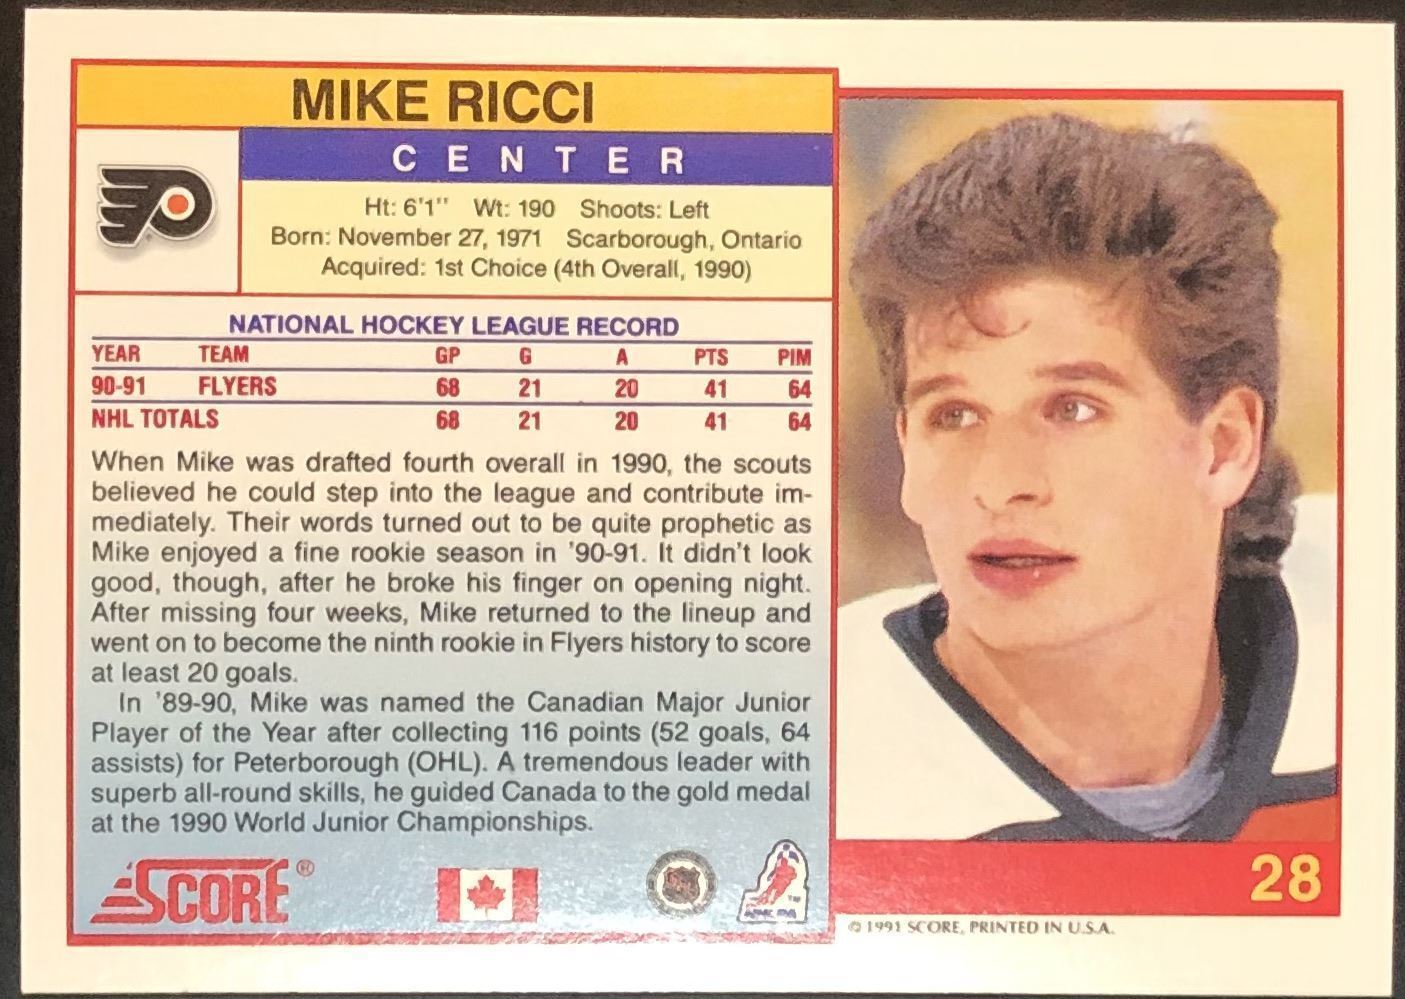 MIKE RICCI
CENTER
Ht: 6'1" Wt: 190 Shoots: Left
Born: November 27, 1971 Scarborough, Ontario
Acquired: 1st Choice (4th Overall, 1990)
NATIONAL HOCKEY LEAGUE RECORD
YEAR TEAM GP G A PTS PIM
90-91 FLYERS 68 21 20 41 64
NHL TOTALS 68 21 20 41 64
When Mike was drafted fourth overall in 1990, the scouts
believed he could step into the league and contribute im-
mediately. Their words turned out to be quite prophetic as
Mike enjoyed a fine rookie season in '90-91. It didn't look
good, though, after he broke his finger on opening night.
After missing four weeks, Mike returned to the lineup and
went on to become the ninth rookie in Flyers history to score
at least 20 goals.
In '89-90, Mike was named the Canadian Major Junior
Player of the Year after collecting 116 points (52 goals, 64
assists) for Peterborough (OHL). A tremendous leader with
superb all-round skills, he guided Canada to the gold medal
at the 1990 World Junior Championships.
SCORE®
28
© 1991 SCORE, PRINTED IN U.S.A.